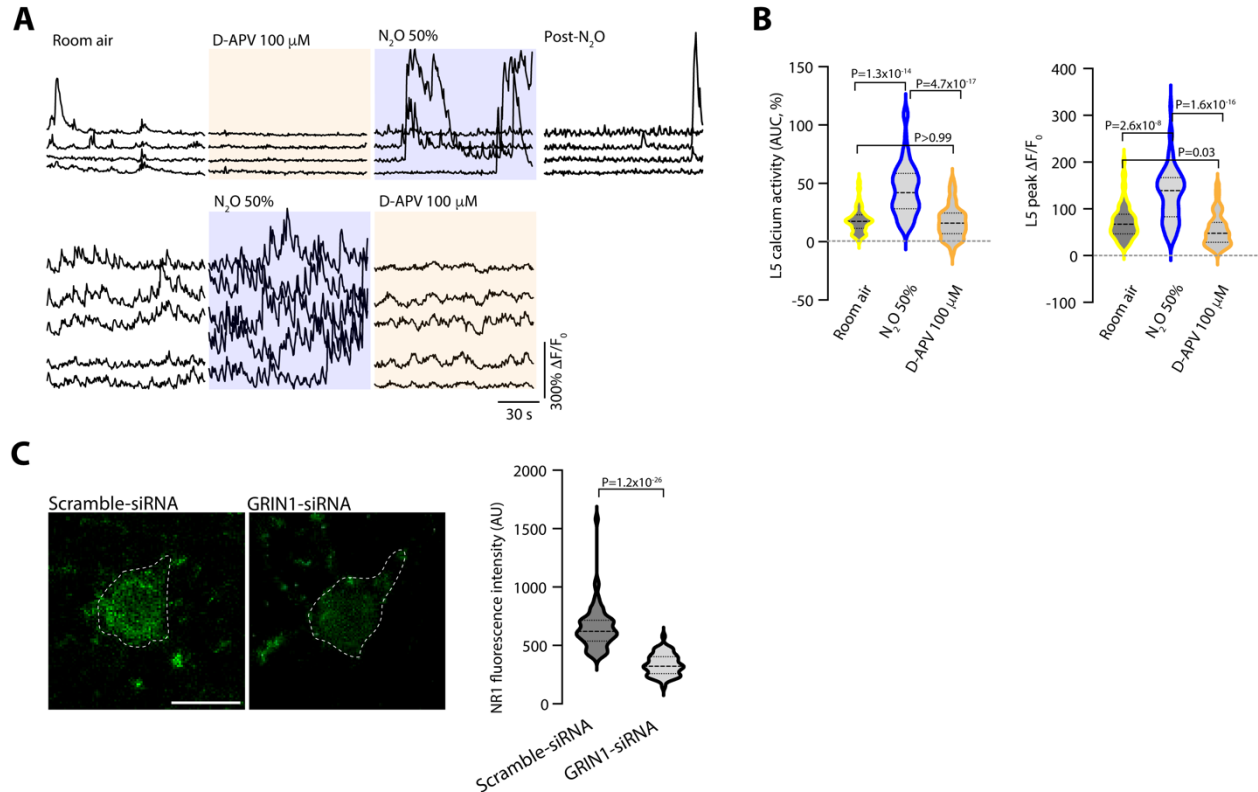 A
Room air
D-APV 100 μM
N₂O 50%
Post-N₂O
N₂O 50%
D-APV 100 μM
300% ΔF/F₀
30 s
B
L5 calcium activity (AUC, %)
150
100
50
0
-50
P=1.3x10⁻¹⁴
P=4.7x10⁻¹⁷
P>0.99
Room air
N₂O 50%
D-APV 100 μM
L5 peak ΔF/F₀
400
300
200
100
0
-100
P=1.6x10⁻¹⁶
P=2.6x10⁻⁸
P=0.03
Room air
N₂O 50%
D-APV 100 μM
C
Scramble-siRNA
GRIN1-siRNA
NR1 fluorescence intensity (AU)
2000
1500
1000
500
0
P=1.2x10⁻²⁶
Scramble-siRNA
GRIN1-siRNA